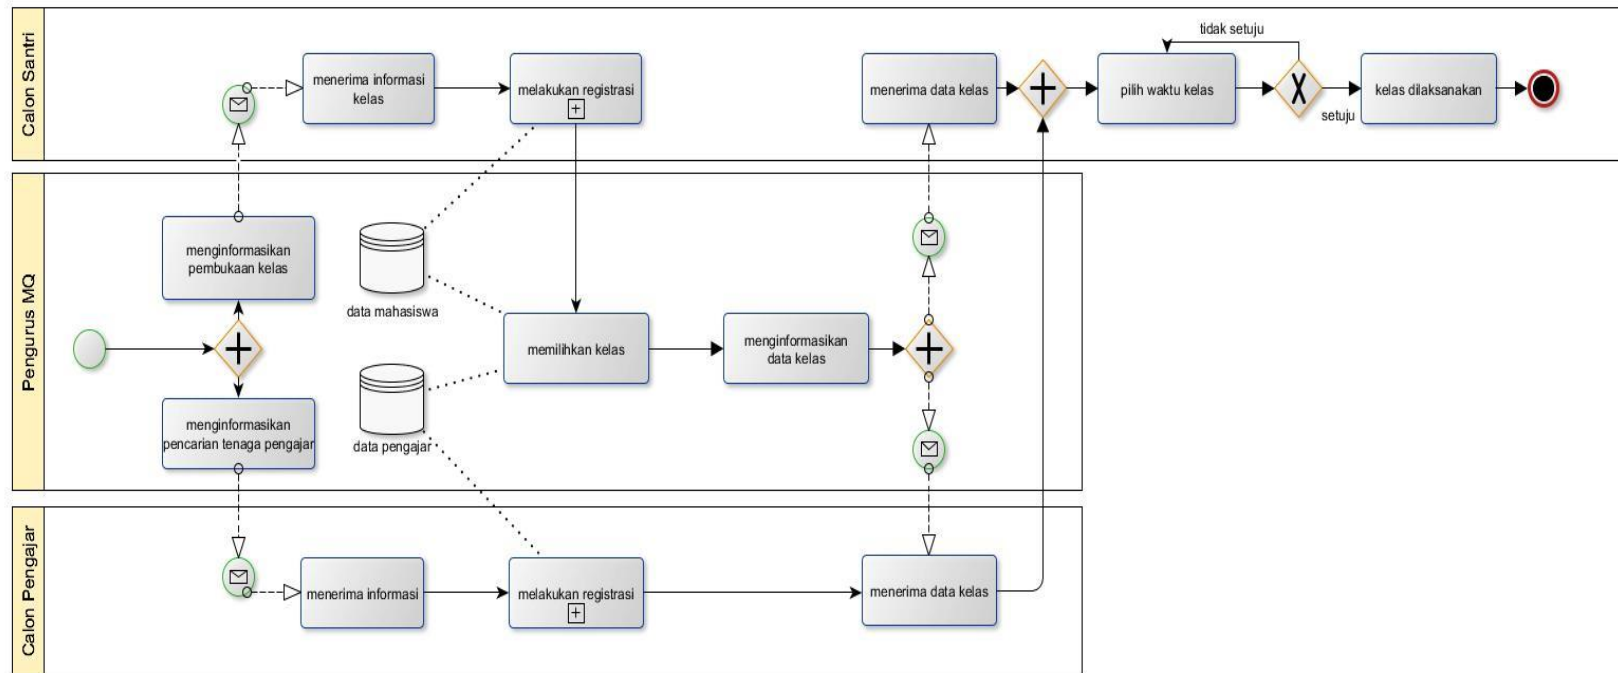 Calon Santri
menerima informasi
kelas
melakukan registrasi
menerima data kelas
pilih waktu kelas
tidak setuju
setuju
kelas dilaksanakan
Pengurus MQ
menginformasikan
pembukaan kelas
menginformasikan
pencarian tenaga pengajar
data mahasiswa
data pengajar
memilihkan kelas
menginformasikan
data kelas
Calon Pengajar
menerima informasi
melakukan registrasi
menerima data kelas